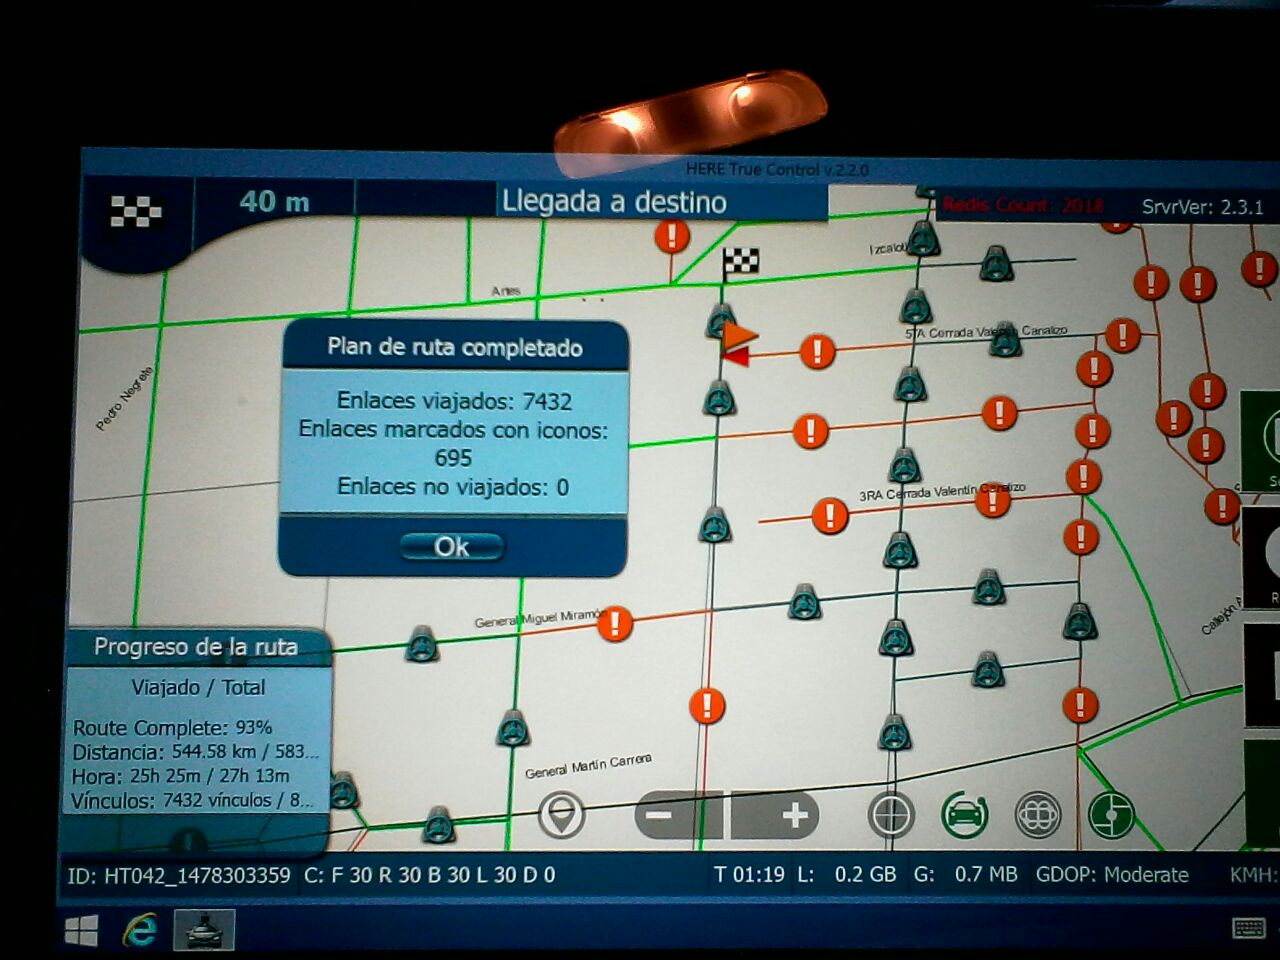 HERE True Control v.2.2.0
40 m
Llegada a destino
Redis Count: 2018
SrvrVer: 2.3.1
Artes
5TA Cerrada Valentín Canalizo
Pedro Negrete
Plan de ruta completado
Enlaces viajados: 7432
Enlaces marcados con iconos:
695
Enlaces no viajados: 0
Ok
3RA Cerrada Valentín Canalizo
General Miguel Miramón
Callejón
General Martín Carrera
Progreso de la ruta
Viajado / Total
Route Complete: 93%
Distancia: 544.58 km / 583...
Hora: 25h 25m / 27h 13m
Vínculos: 7432 vínculos / 8...
ID: HT042_1478303359 C: F 30 R 30 B 30 L 30 D 0
T 01:19 L: 0.2 GB G: 0.7 MB GDOP: Moderate KMH: